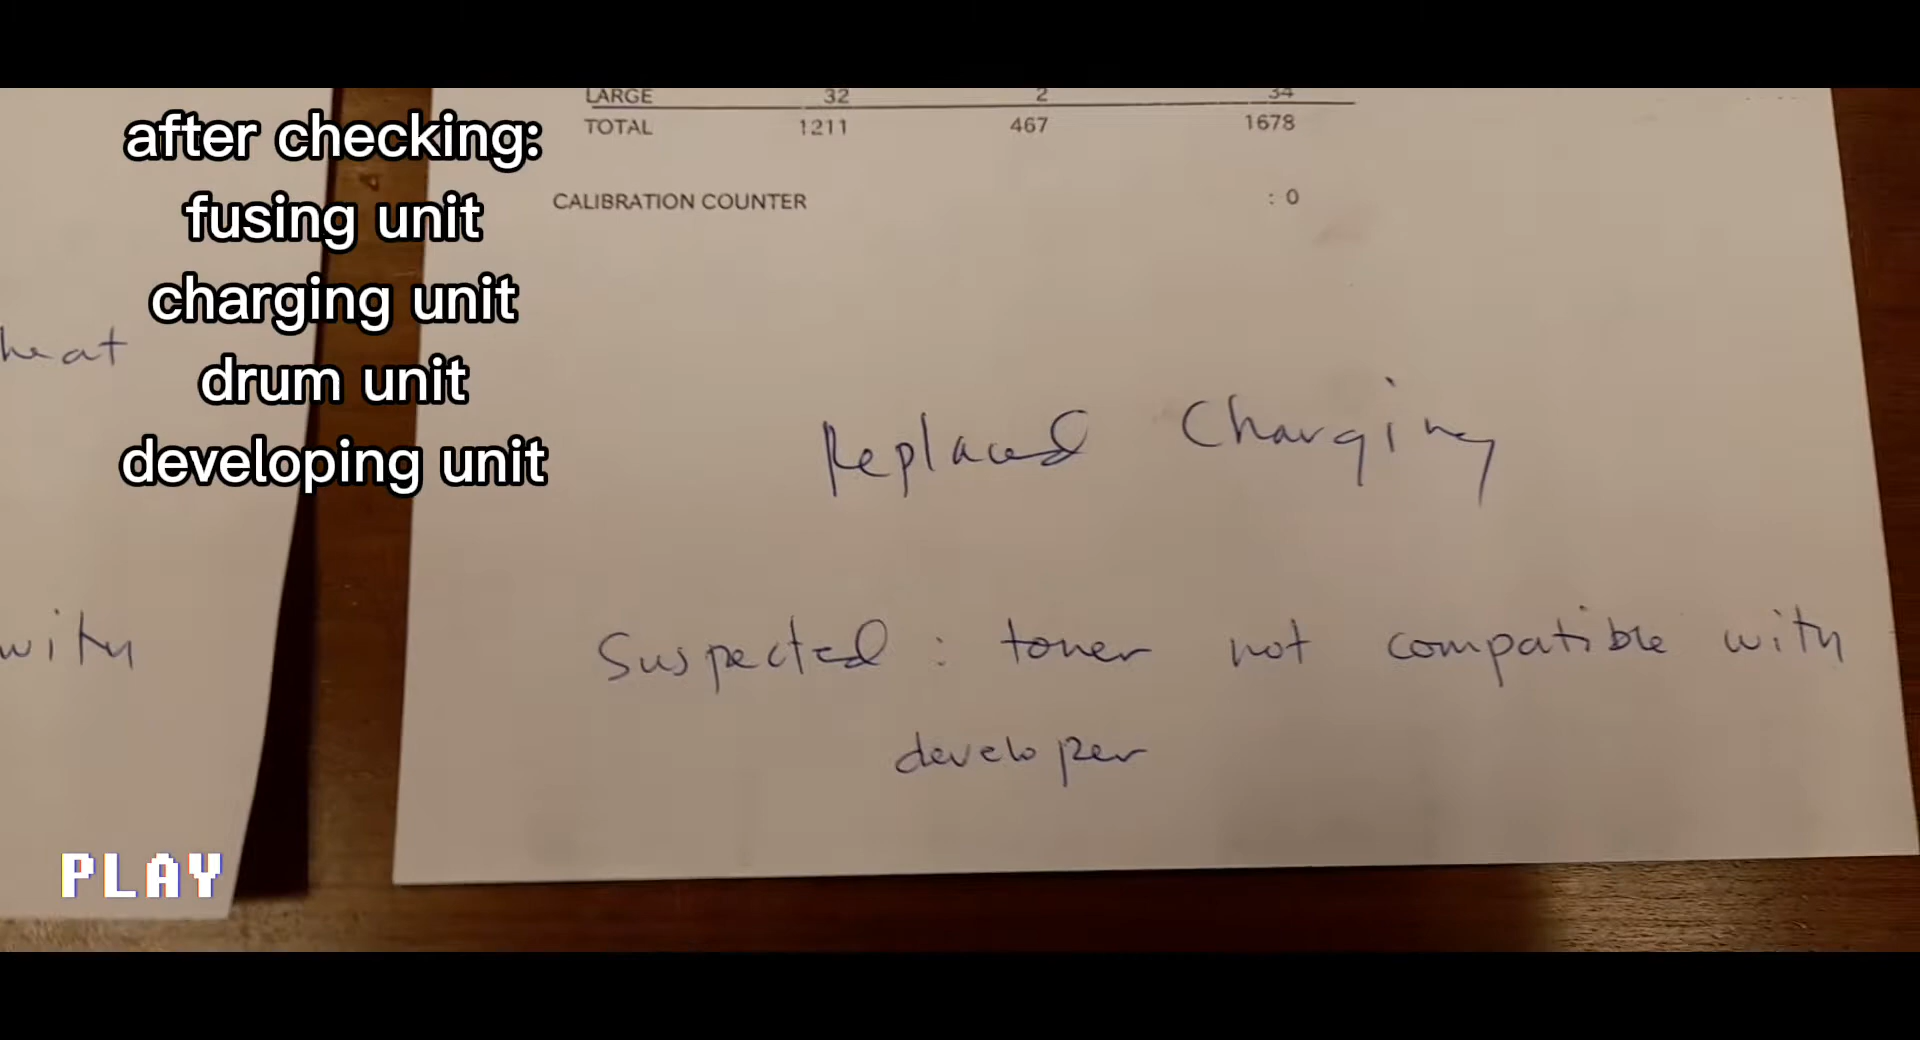 after checking:
fusing unit
charging unit
drum unit
developing unit
LARGE 32 2 34
TOTAL 1211 467 1678
CALIBRATION COUNTER : 0
heat
Replaced Charging
with
Suspected : toner not compatible with
developer
PLAY